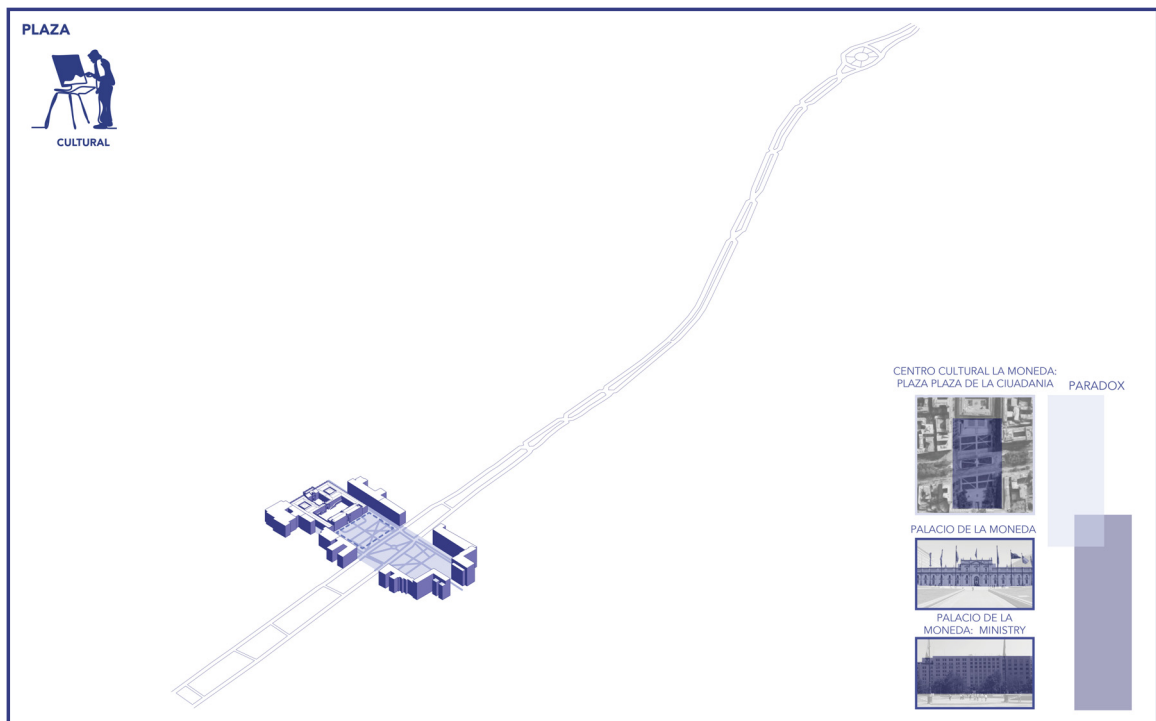 PLAZA
CULTURAL
CENTRO CULTURAL LA MONEDA:
PLAZA PLAZA DE LA CIUADANIA
PARADOX
PALACIO DE LA MONEDA
PALACIO DE LA
MONEDA: MINISTRY